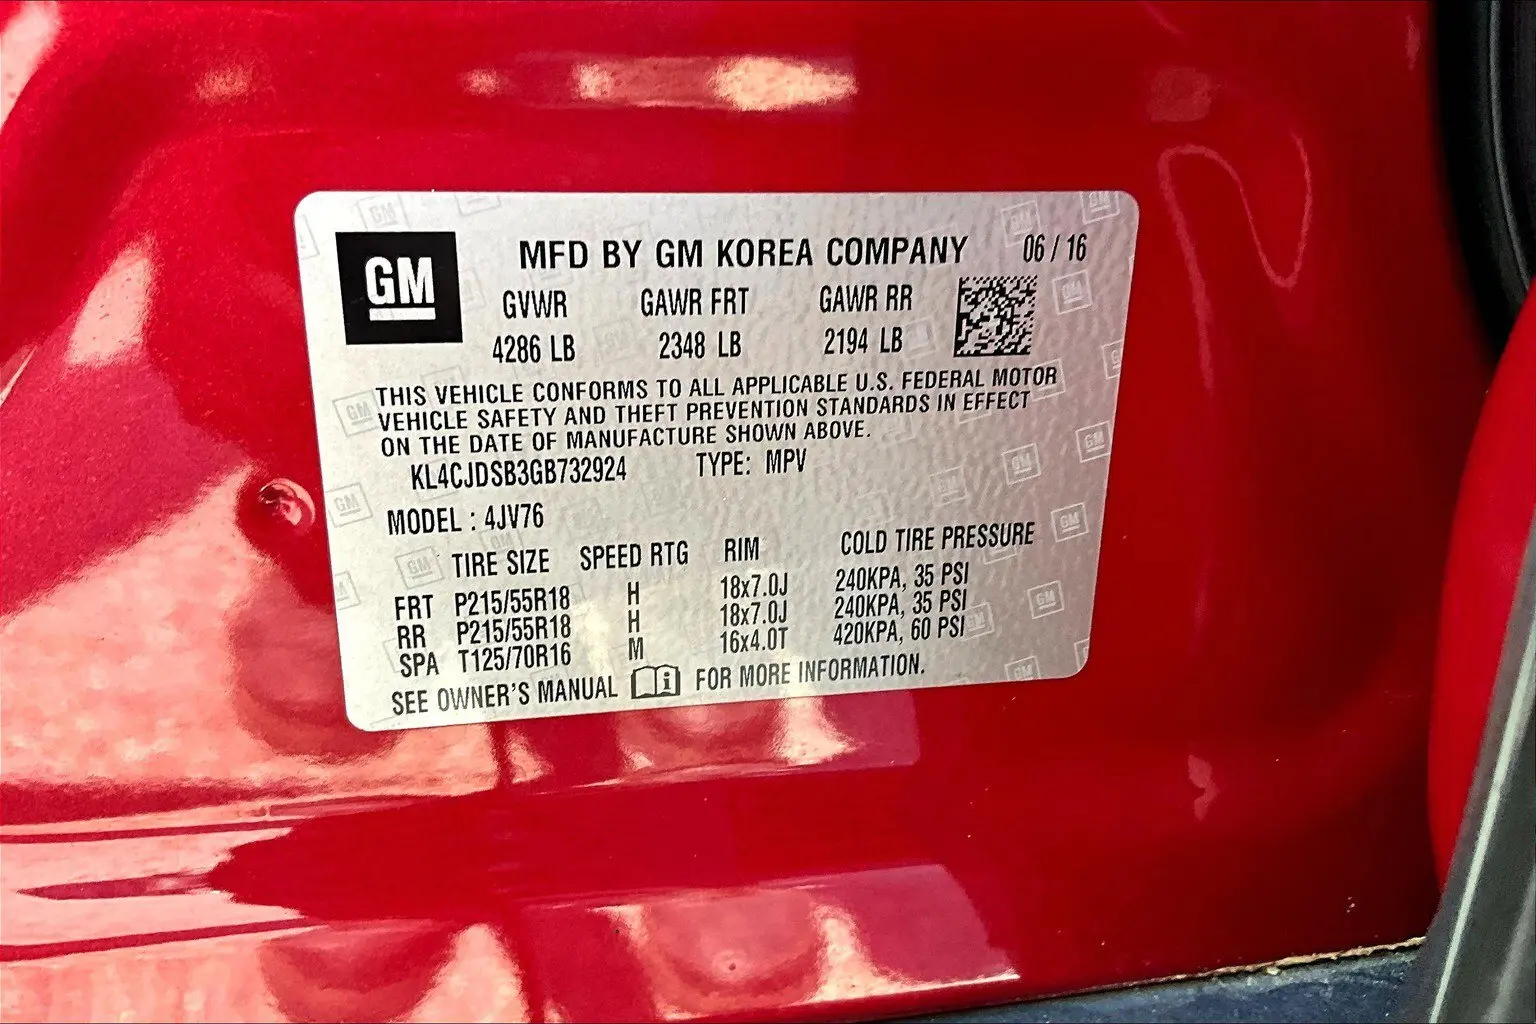 GM
MFD BY GM KOREA COMPANY 06 / 16
GVWR GAWR FRT GAWR RR
4286 LB 2348 LB 2194 LB
THIS VEHICLE CONFORMS TO ALL APPLICABLE U.S. FEDERAL MOTOR
VEHICLE SAFETY AND THEFT PREVENTION STANDARDS IN EFFECT
ON THE DATE OF MANUFACTURE SHOWN ABOVE.
KL4CJDSB3GB732924 TYPE: MPV
MODEL : 4JV76
TIRE SIZE SPEED RTG RIM COLD TIRE PRESSURE
FRT P215/55R18 H 18x7.0J 240KPA, 35 PSI
RR P215/55R18 H 18x7.0J 240KPA, 35 PSI
SPA T125/70R16 M 16x4.0T 420KPA, 60 PSI
SEE OWNER'S MANUAL i FOR MORE INFORMATION.